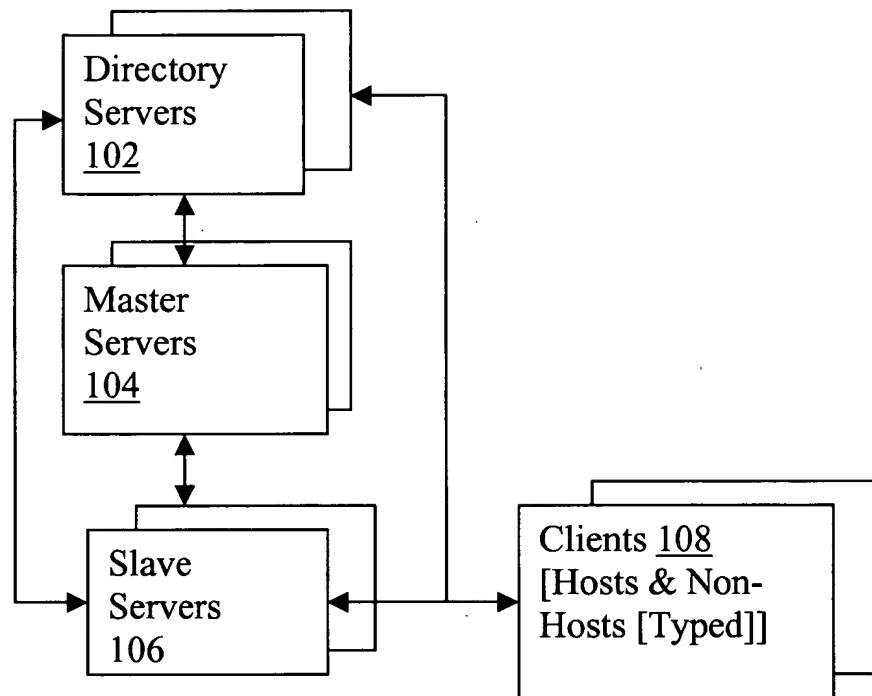 Directory
Servers
102
Master
Servers
104
Slave
Servers
106
Clients 108
[Hosts & Non-
Hosts [Typed]]